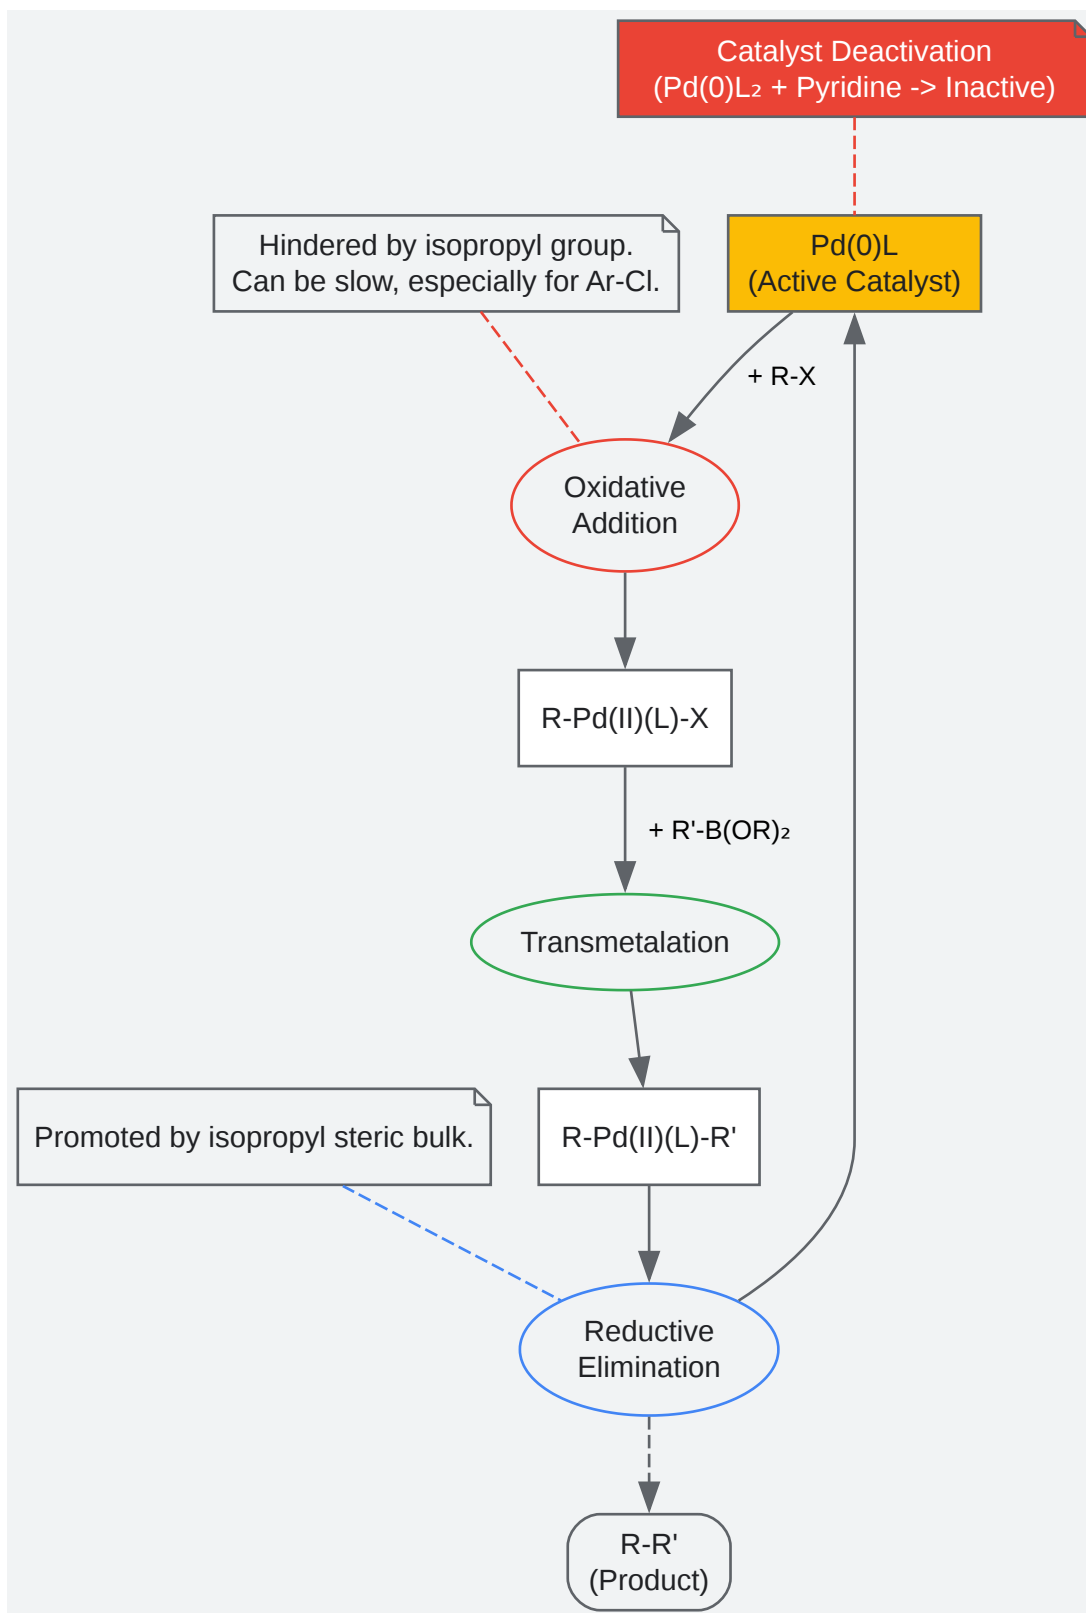 Catalyst Deactivation
(Pd(0)L₂ + Pyridine -> Inactive)
Hindered by isopropyl group.
Can be slow, especially for Ar-Cl.
Pd(0)L
(Active Catalyst)
+ R-X
Oxidative
Addition
R-Pd(II)(L)-X
+ R'-B(OR)₂
Transmetalation
Promoted by isopropyl steric bulk.
R-Pd(II)(L)-R'
Reductive
Elimination
R-R'
(Product)